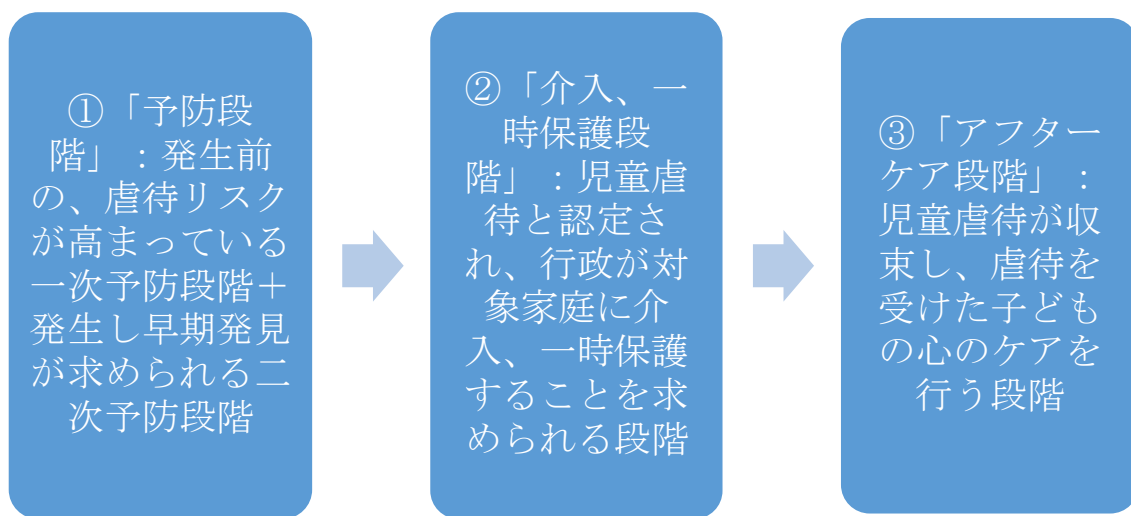 ①「予防段
階」：発生前
の、虐待リスク
が高まっている
一次予防段階＋
発生し早期発見
が求められる二
次予防段階
②「介入、一
時保護段
階」：児童虐
待と認定さ
れ、行政が対
象家庭に介
入、一時保護
することを求
められる段階
③「アフター
ケア段階」：
児童虐待が収
束し、虐待を
受けた子ども
の心のケアを
行う段階